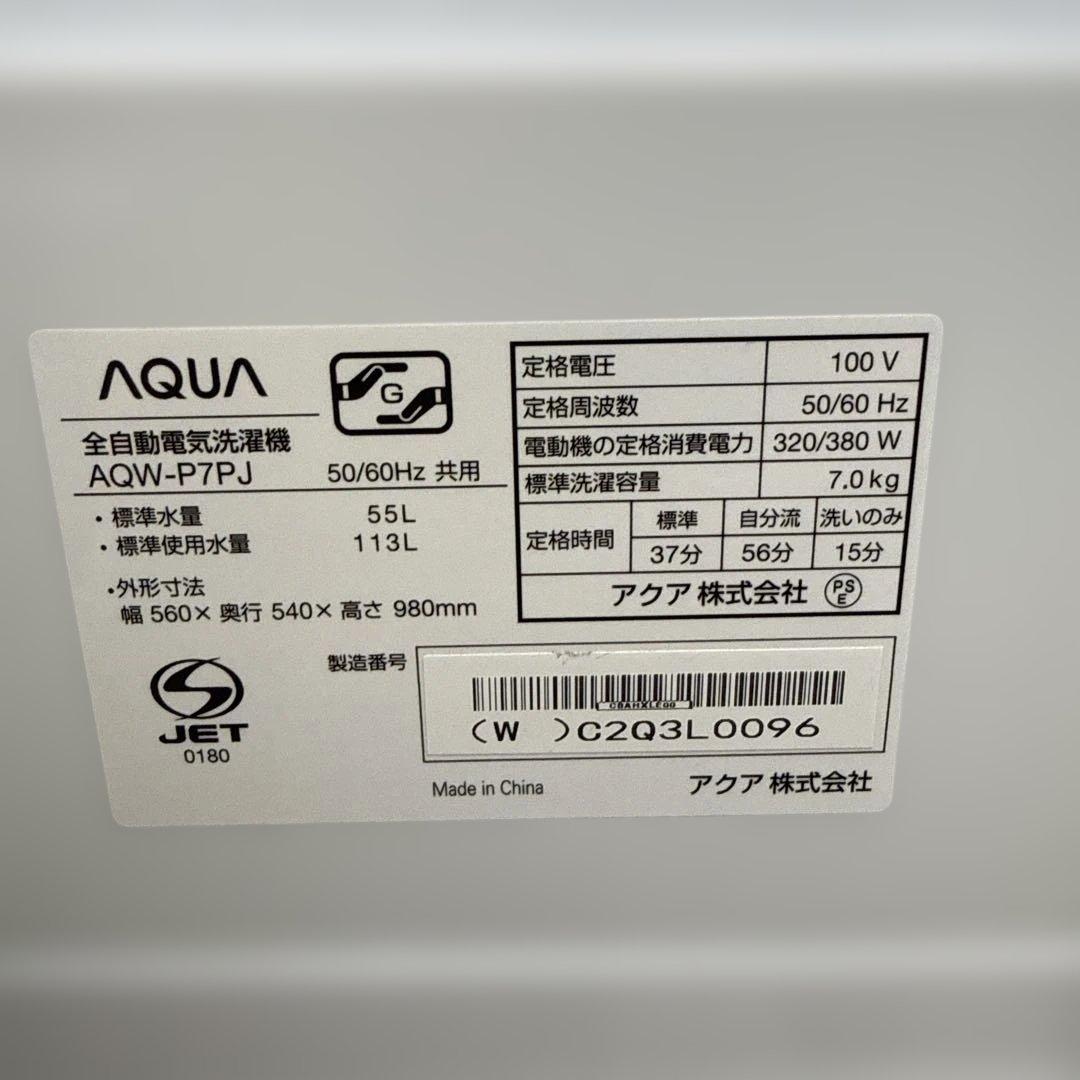 AQUA
G
全自動電気洗濯機
AQW-P7PJ 50/60Hz 共用
・標準水量 55L
・標準使用水量 113L
・外形寸法
幅 560× 奥行 540× 高さ 980mm
定格電圧 100 V
定格周波数 50/60 Hz
電動機の定格消費電力 320/380 W
標準洗濯容量 7.0kg
定格時間 標準 自分流 洗いのみ
37分 56分 15分
アクア 株式会社 PSE
JET
0180
製造番号
(W )C2Q3L0096
Made in China アクア 株式会社